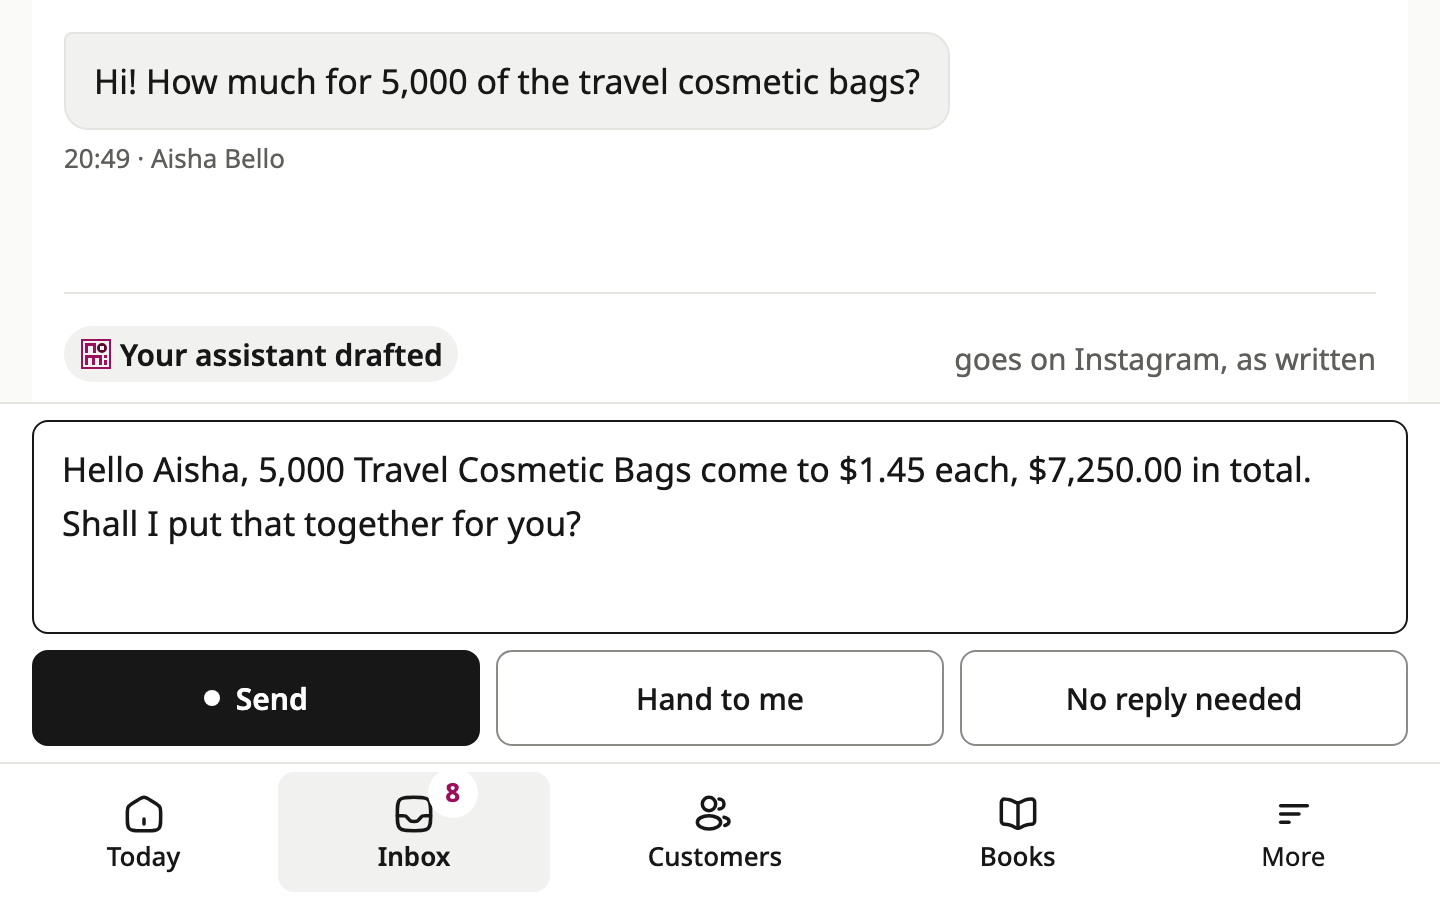 Hi! How much for 5,000 of the travel cosmetic bags?
20:49 · Aisha Bello
nomi Your assistant drafted
goes on Instagram, as written
Hello Aisha, 5,000 Travel Cosmetic Bags come to $1.45 each, $7,250.00 in total.
Shall I put that together for you?
Send
Hand to me
No reply needed
8
Today
Inbox
Customers
Books
More